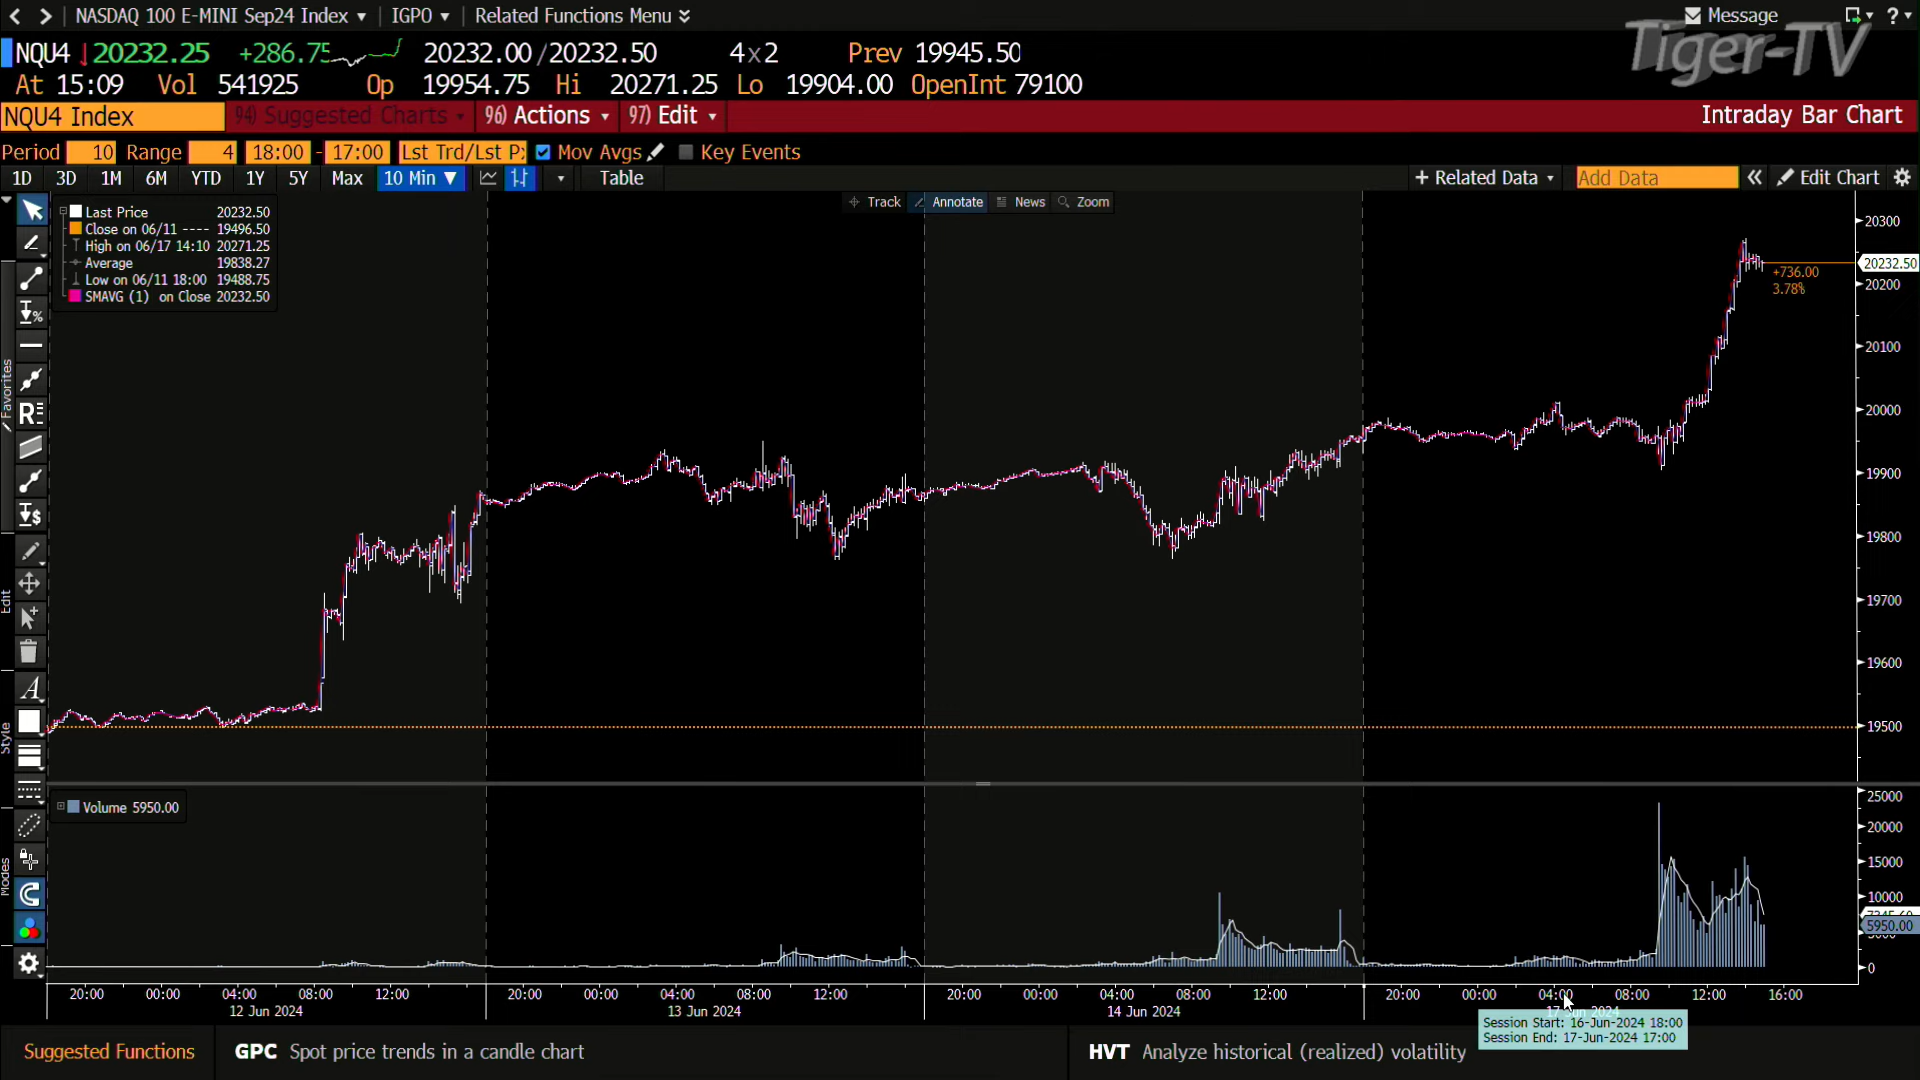 NASDAQ 100 E-MINI Sep24 Index IGPO Related Functions Menu Message ?
Tiger-TV
NQU4 20232.25 +286.75 20232.00/20232.50 4x2 Prev 19945.50
At 15:09 Vol 541925 Op 19954.75 Hi 20271.25 Lo 19904.00 OpenInt 79100
NQU4 Index 94) Suggested Charts 96) Actions 97) Edit Intraday Bar Chart
Period 10 Range 4 18:00 - 17:00 Lst Trd/Lst Px Mov Avgs Key Events
1D 3D 1M 6M YTD 1Y 5Y Max 10 Min Table + Related Data Add Data Edit Chart
Track Annotate News Zoom
Last Price 20232.50
Close on 06/11 ---- 19496.50
High on 06/17 14:10 20271.25
Average 19838.27
Low on 06/11 18:00 19488.75
SMAVG (1) on Close 20232.50
Favorites
Edit
Style
Modes
20300
20232.50
+736.00
3.78%
20200
20100
20000
19900
19800
19700
19600
19500
Volume 5950.00
25000
20000
15000
10000
5950.00
0
20:00 00:00 04:00 08:00 12:00 20:00 00:00 04:00 08:00 12:00 20:00 00:00 04:00 08:00 12:00 20:00 00:00 04:00 08:00 12:00 16:00
12 Jun 2024 13 Jun 2024 14 Jun 2024 17 Jun 2024
Session Start: 16-Jun-2024 18:00
Session End: 17-Jun-2024 17:00
Suggested Functions GPC Spot price trends in a candle chart HVT Analyze historical (realized) volatility